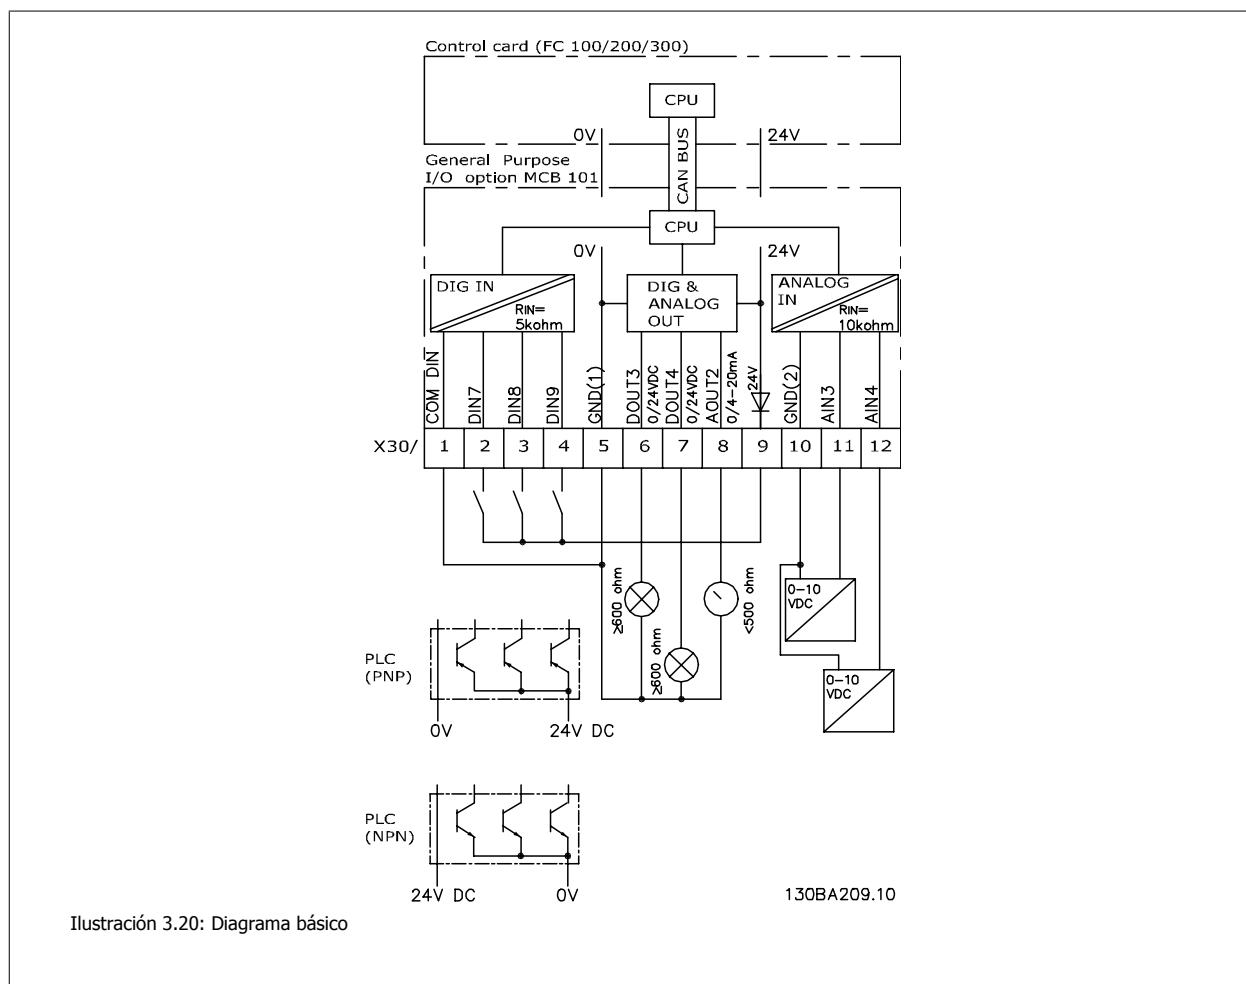 Control card (FC 100/200/300)
CPU
0V
24V
CAN BUS
General Purpose
I/O option MCB 101
CPU
0V
24V
DIG IN
RIN=
5kohm
DIG &
ANALOG
OUT
ANALOG
IN
RIN=
10kohm
COM DIN
DIN7
DIN8
DIN9
GND(1)
DOUT3
0/24VDC
DOUT4
0/24VDC
AOUT2
0/4-20mA
24V
GND(2)
AIN3
AIN4
X30/
1
2
3
4
5
6
7
8
9
10
11
12
≥600 ohm
≥600 ohm
<500 ohm
0-10
VDC
0-10
VDC
PLC
(PNP)
0V
24V DC
PLC
(NPN)
24V DC
0V
130BA209.10
Ilustración 3.20: Diagrama básico